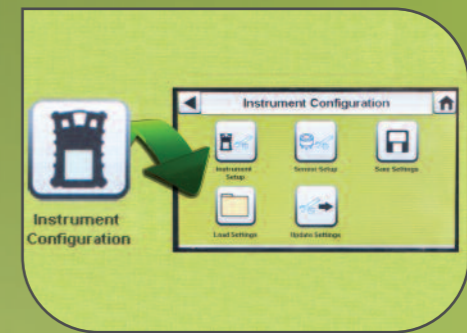 Instrument
Configuration
Instrument Configuration
Instrument
Setup
Sensor Setup
Save Settings
Load Settings
Update Settings